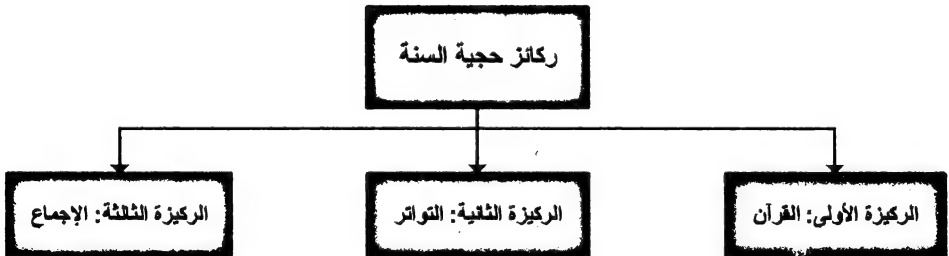 ركائز حجية السنة
الركيزة الأولى: القرآن
الركيزة الثانية: التواتر
الركيزة الثالثة: الإجماع